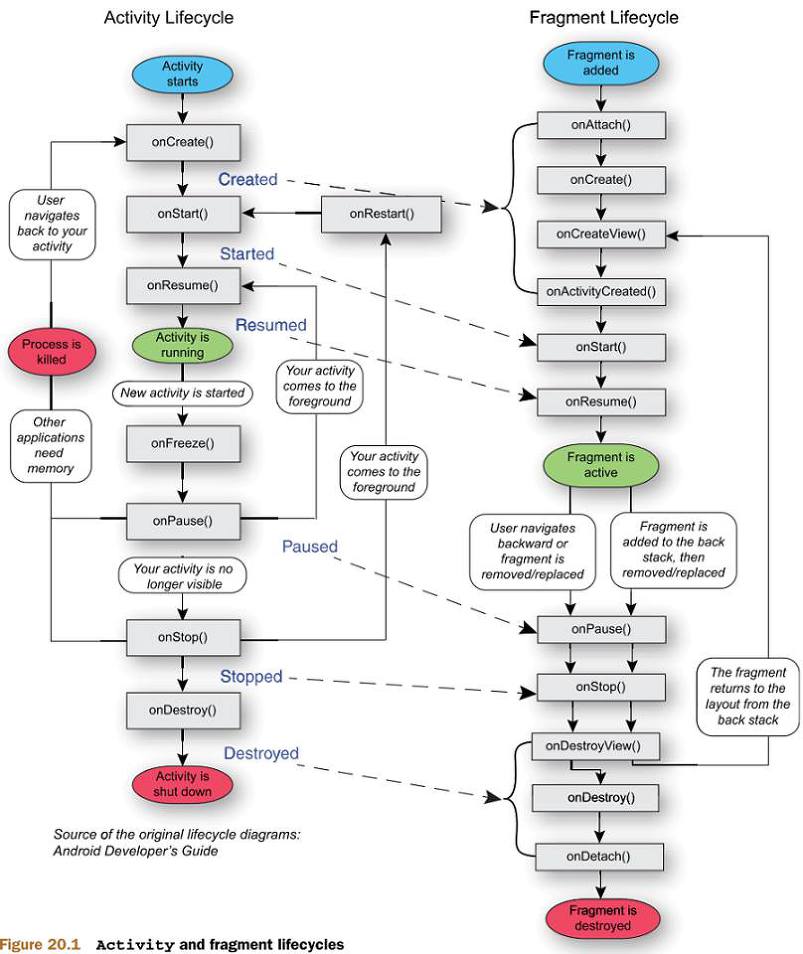 Activity Lifecycle
Activity
starts
onCreate()
Created
onStart()
onRestart()
User
navigates
back to your
activity
Started
onResume()
Resumed
Process is
killed
Activity is
running
New activity is started
Your activity
comes to the
foreground
Other
applications
need
memory
onFreeze()
Your activity
comes to the
foreground
onPause()
Paused
Your activity is no
longer visible
onStop()
Stopped
onDestroy()
Destroyed
Activity is
shut down
Source of the original lifecycle diagrams:
Android Developer's Guide
Fragment Lifecycle
Fragment is
added
onAttach()
onCreate()
onCreateView()
onActivityCreated()
onStart()
onResume()
Fragment is
active
User navigates
backward or
fragment is
removed/replaced
Fragment is
added to the back
stack, then
removed/replaced
onPause()
onStop()
The fragment
returns to the
layout from the
back stack
onDestroyView()
onDestroy()
onDetach()
Fragment is
destroyed
Figure 20.1 Activity and fragment lifecycles